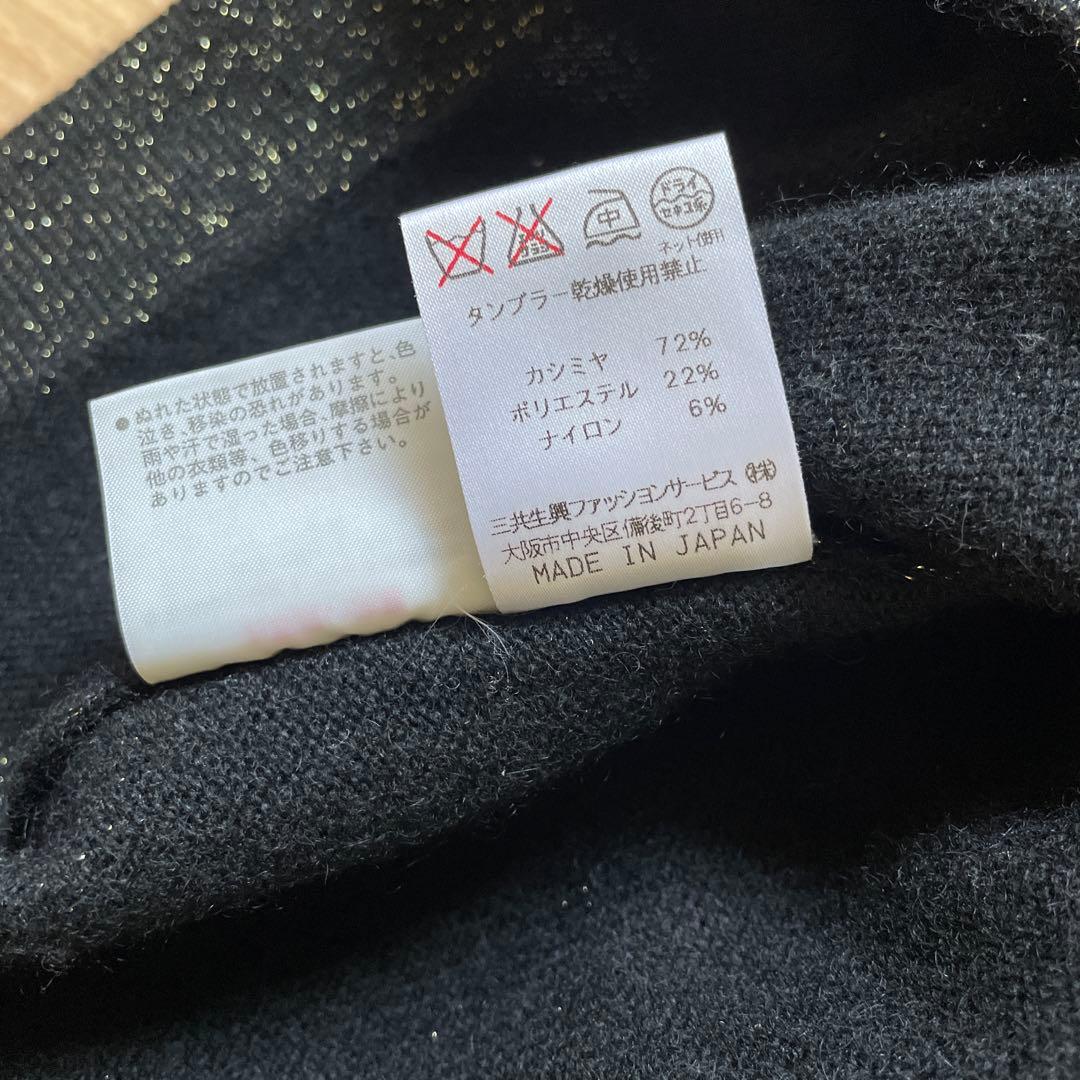 エンソ
サラシ
中
ドライ
セキユ系
ネット使用
タンブラー乾燥使用禁止
カシミヤ 72%
ポリエステル 22%
ナイロン 6%
三共生興ファッションサービス ㈱
大阪市中央区備後町2丁目6-8
MADE IN JAPAN
●ぬれた状態で放置されますと、色
泣き、移染の恐れがあります。
雨や汗で湿った場合、摩擦により
他の衣類等、色移りする場合が
ありますのでご注意下さい。